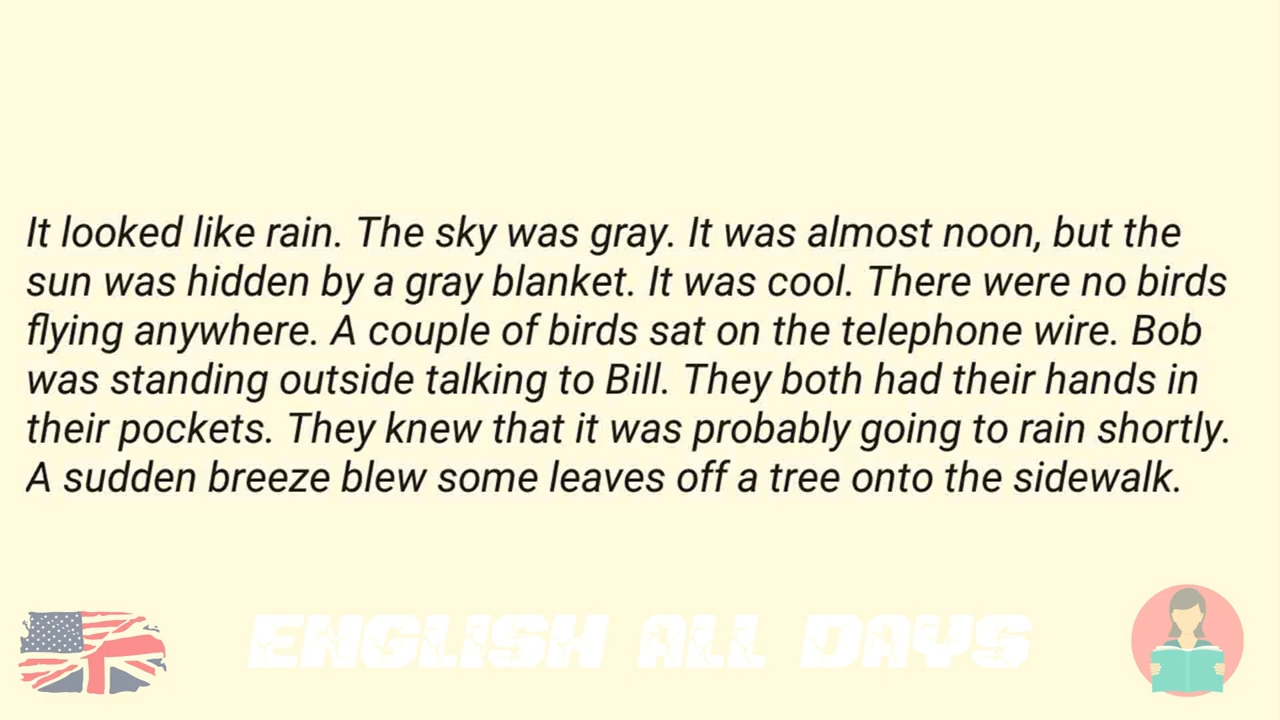 It looked like rain. The sky was gray. It was almost noon, but the
sun was hidden by a gray blanket. It was cool. There were no birds
flying anywhere. A couple of birds sat on the telephone wire. Bob
was standing outside talking to Bill. They both had their hands in
their pockets. They knew that it was probably going to rain shortly.
A sudden breeze blew some leaves off a tree onto the sidewalk.
ENGLISH ALL DAYS